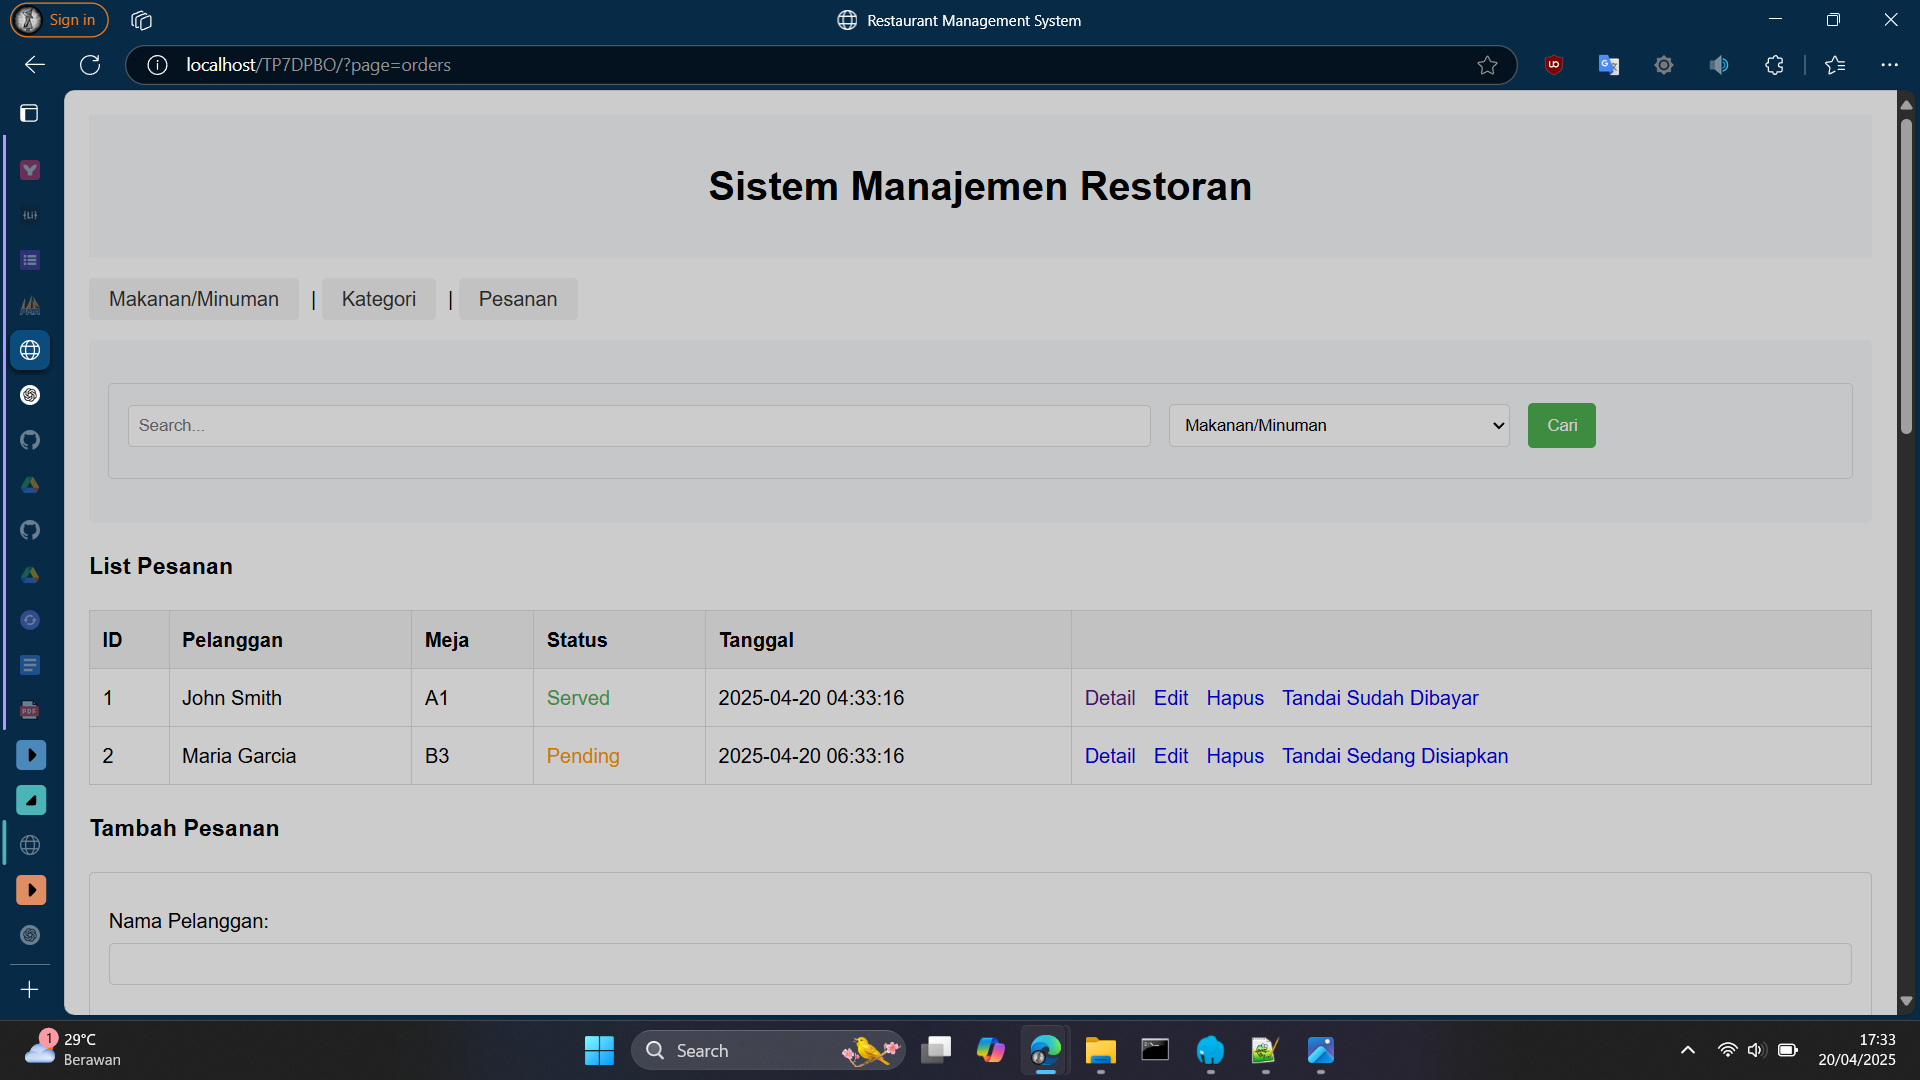 Sign in
Restaurant Management System
localhost/TP7DPBO/?page=orders
Sistem Manajemen Restoran
Makanan/Minuman | Kategori | Pesanan
Search... Makanan/Minuman Cari
List Pesanan
ID Pelanggan Meja Status Tanggal
1 John Smith A1 Served 2025-04-20 04:33:16 Detail Edit Hapus Tandai Sudah Dibayar
2 Maria Garcia B3 Pending 2025-04-20 06:33:16 Detail Edit Hapus Tandai Sedang Disiapkan
Tambah Pesanan
Nama Pelanggan:
1 29°C
Berawan
Search
17:33
20/04/2025